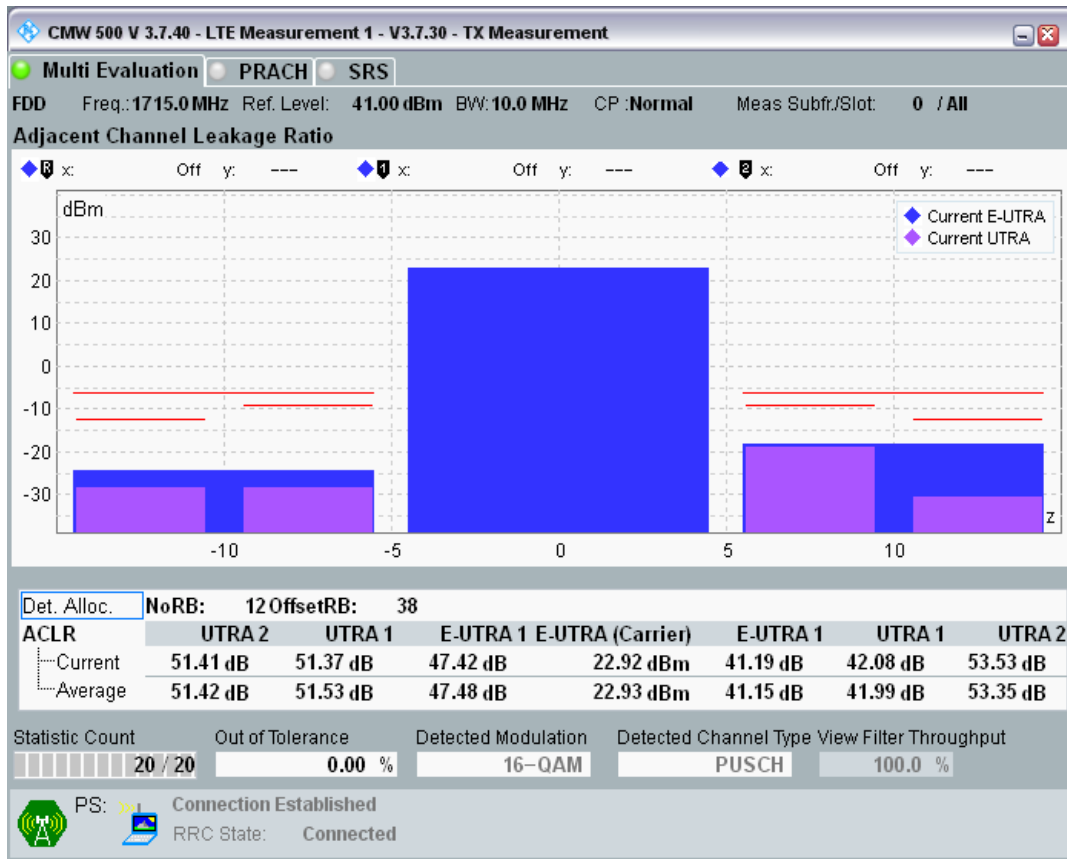 CMW 500 V 3.7.40 - LTE Measurement 1 - V3.7.30 - TX Measurement
Multi Evaluation PRACH SRS
FDD Freq.: 1715.0 MHz Ref. Level: 41.00 dBm BW: 10.0 MHz CP :Normal Meas Subfr./Slot: 0 / All
Adjacent Channel Leakage Ratio
R x: Off y: --- 1 x: Off y: --- 2 x: Off y: ---
dBm
Current E-UTRA
Current UTRA
30
20
10
0
-10
-20
-30
z
-10 -5 0 5 10
Det. Alloc. NoRB: 12 OffsetRB: 38
ACLR UTRA 2 UTRA 1 E-UTRA 1 E-UTRA (Carrier) E-UTRA 1 UTRA 1 UTRA 2
Current 51.41 dB 51.37 dB 47.42 dB 22.92 dBm 41.19 dB 42.08 dB 53.53 dB
Average 51.42 dB 51.53 dB 47.48 dB 22.93 dBm 41.15 dB 41.99 dB 53.35 dB
Statistic Count Out of Tolerance Detected Modulation Detected Channel Type View Filter Throughput
20 / 20 0.00 % 16-QAM PUSCH 100.0 %
PS: Connection Established
RRC State: Connected